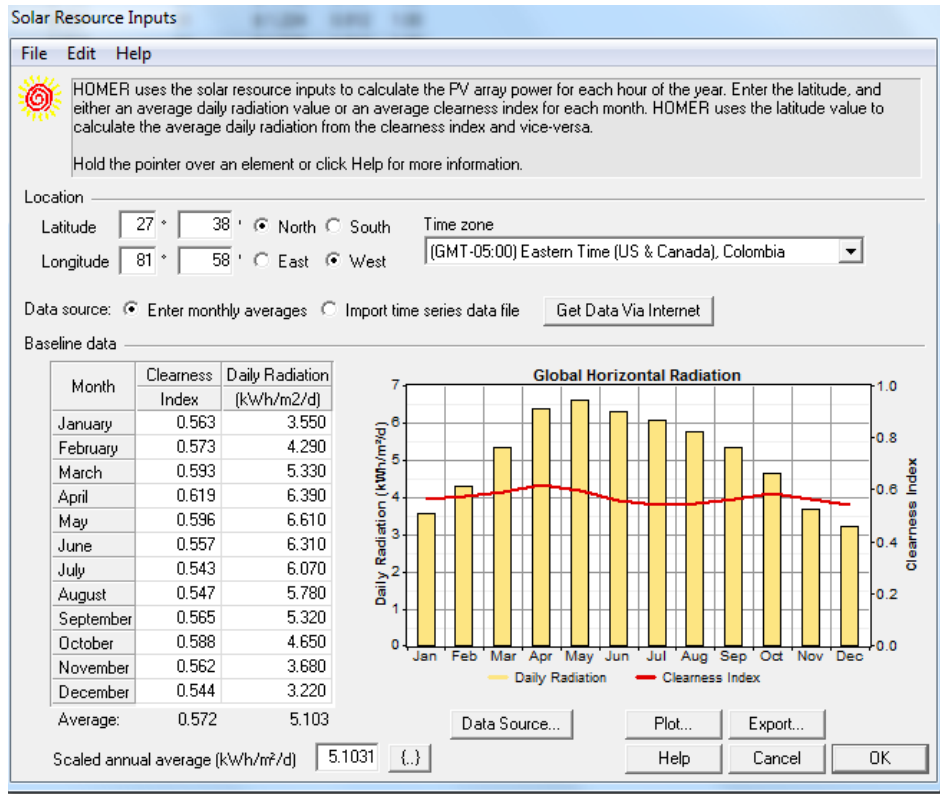 Solar Resource Inputs
File Edit Help
HOMER uses the solar resource inputs to calculate the PV array power for each hour of the year. Enter the latitude, and
either an average daily radiation value or an average clearness index for each month. HOMER uses the latitude value to
calculate the average daily radiation from the clearness index and vice-versa.
Hold the pointer over an element or click Help for more information.
Location
Latitude 27 ° 38 ' North South Time zone
Longitude 81 ° 58 ' East West (GMT-05:00) Eastern Time (US & Canada), Colombia
Data source: Enter monthly averages Import time series data file Get Data Via Internet
Baseline data
Month Clearness Index Daily Radiation (kWh/m2/d)
January 0.563 3.550
February 0.573 4.290
March 0.593 5.330
April 0.619 6.390
May 0.596 6.610
June 0.557 6.310
July 0.543 6.070
August 0.547 5.780
September 0.565 5.320
October 0.588 4.650
November 0.562 3.680
December 0.544 3.220
Average: 0.572 5.103
Scaled annual average (kWh/m²/d) 5.1031 {..}
Global Horizontal Radiation
Daily Radiation (kWh/m²/d)
7
6
5
4
3
2
1
0
1.0
0.8
0.6
0.4
0.2
0.0
Clearness Index
Jan Feb Mar Apr May Jun Jul Aug Sep Oct Nov Dec
Daily Radiation Clearness Index
Data Source... Plot... Export...
Help Cancel OK